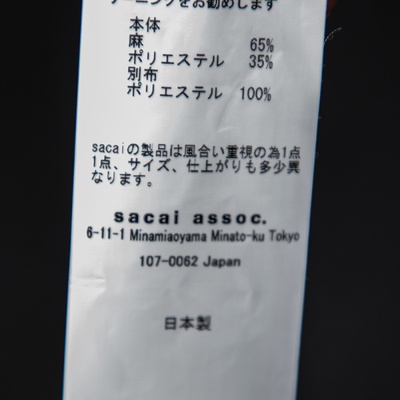 ーニングをお勧めします
本体
麻 65%
ポリエステル 35%
別布
ポリエステル 100%
sacaiの製品は風合い重視の為1点
1点、サイズ、仕上がりも多少異
なります。
sacai assoc.
6-11-1 Minamiaoyama Minato-ku Tokyo
107-0062 Japan
日本製